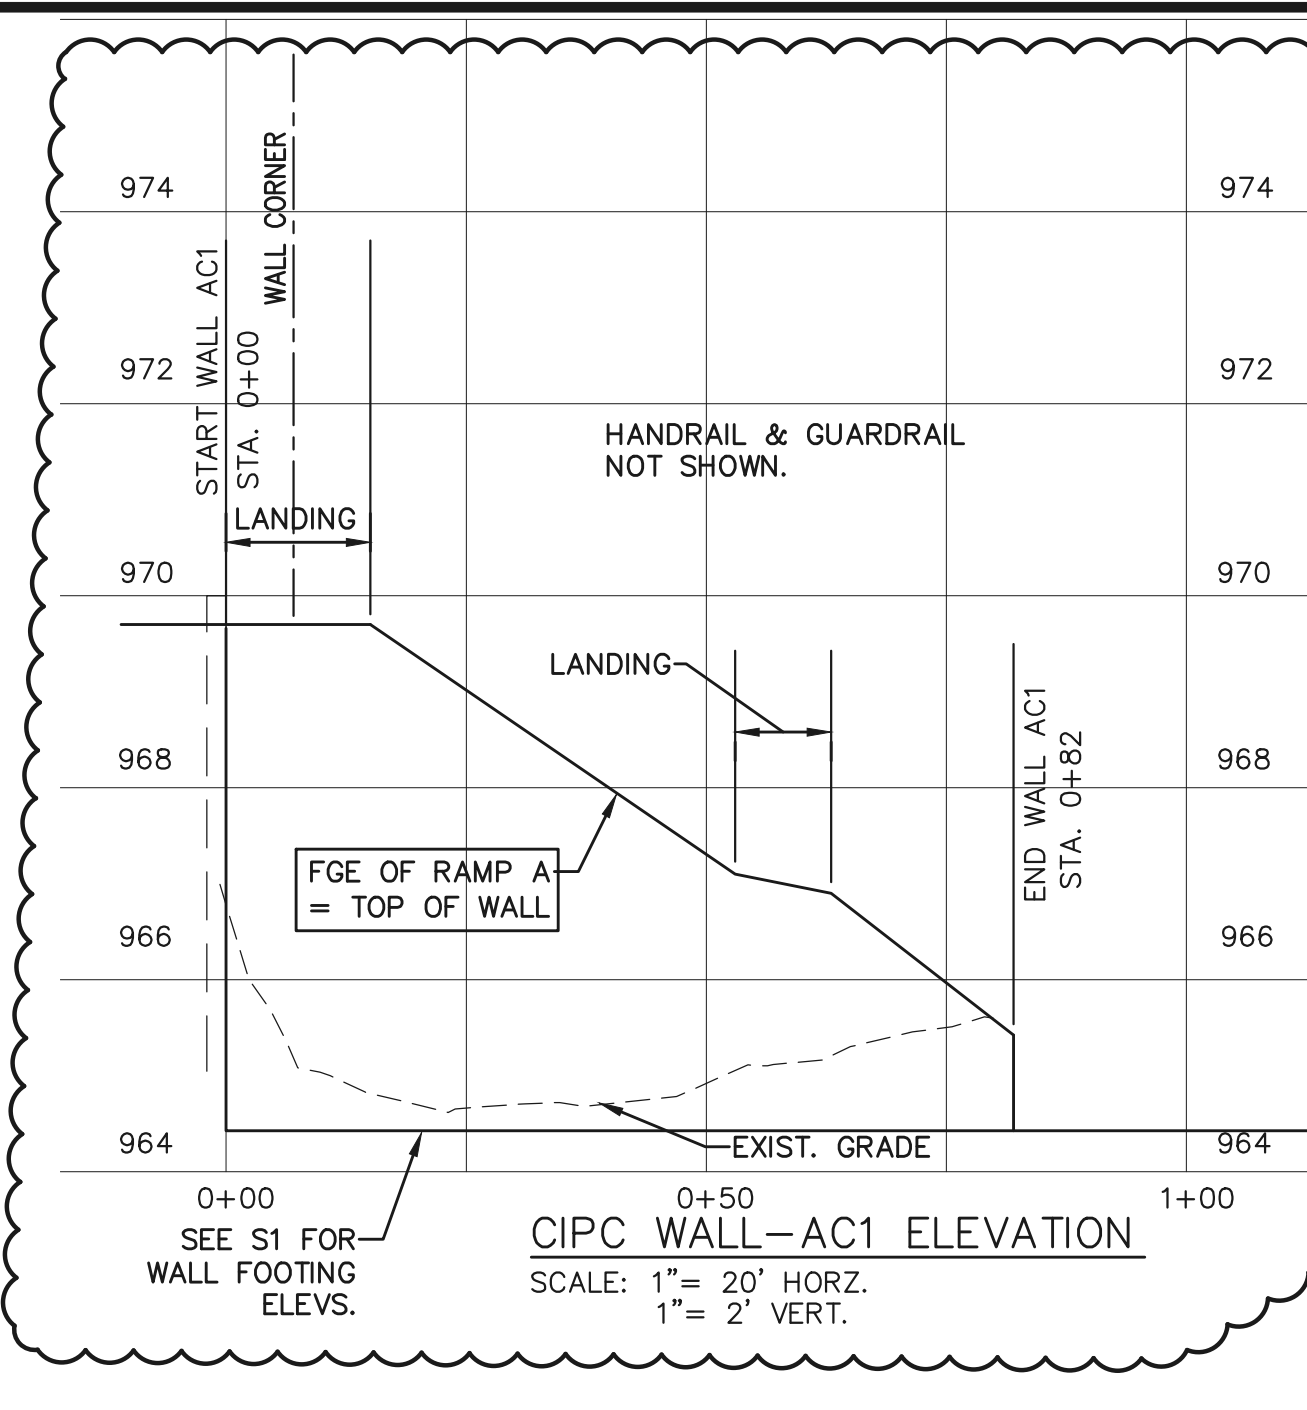 974
974
WALL CORNER
START WALL AC1
STA. 0+00
972
972
HANDRAIL & GUARDRAIL
NOT SHOWN.
LANDING
970
970
LANDING
968
968
END WALL AC1
STA. 0+82
FGE OF RAMP A
= TOP OF WALL
966
966
964
964
EXIST. GRADE
0+00
0+50
1+00
SEE S1 FOR
WALL FOOTING
ELEVS.
CIPC WALL-AC1 ELEVATION
SCALE: 1"= 20' HORZ.
1"= 2' VERT.